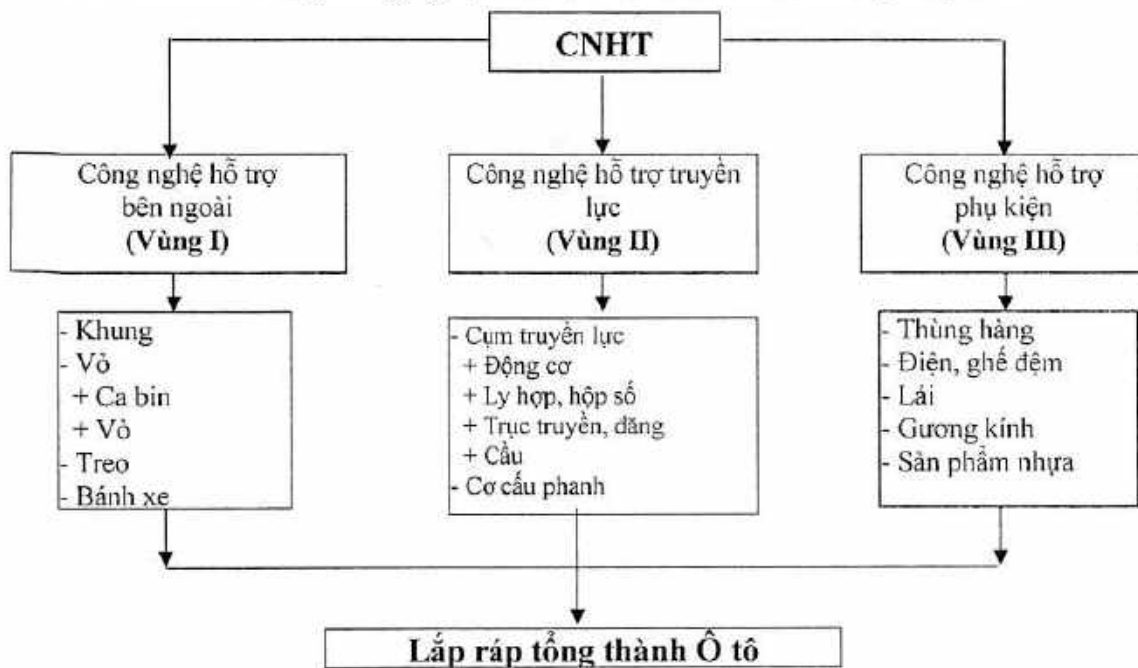 CNHT
Công nghệ hỗ trợ
bên ngoài
(Vùng I)
Công nghệ hỗ trợ truyền
lực
(Vùng II)
Công nghệ hỗ trợ
phụ kiện
(Vùng III)
- Khung
- Vỏ
+ Ca bin
+ Vỏ
- Treo
- Bánh xe
- Cụm truyền lực
+ Động cơ
+ Ly hợp, hộp số
+ Trục truyền, đăng
+ Cầu
- Cơ cấu phanh
- Thùng hàng
- Điện, ghế đệm
- Lái
- Gương kính
- Sản phẩm nhựa
Lắp ráp tổng thành Ô tô